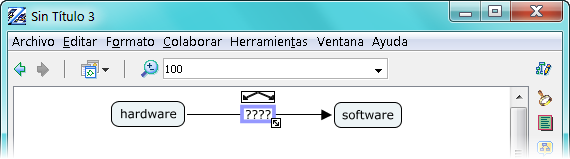 Sin Título 3
Archivo Editar Formato Colaborar Herramientas Ventana Ayuda
100
hardware ???? software